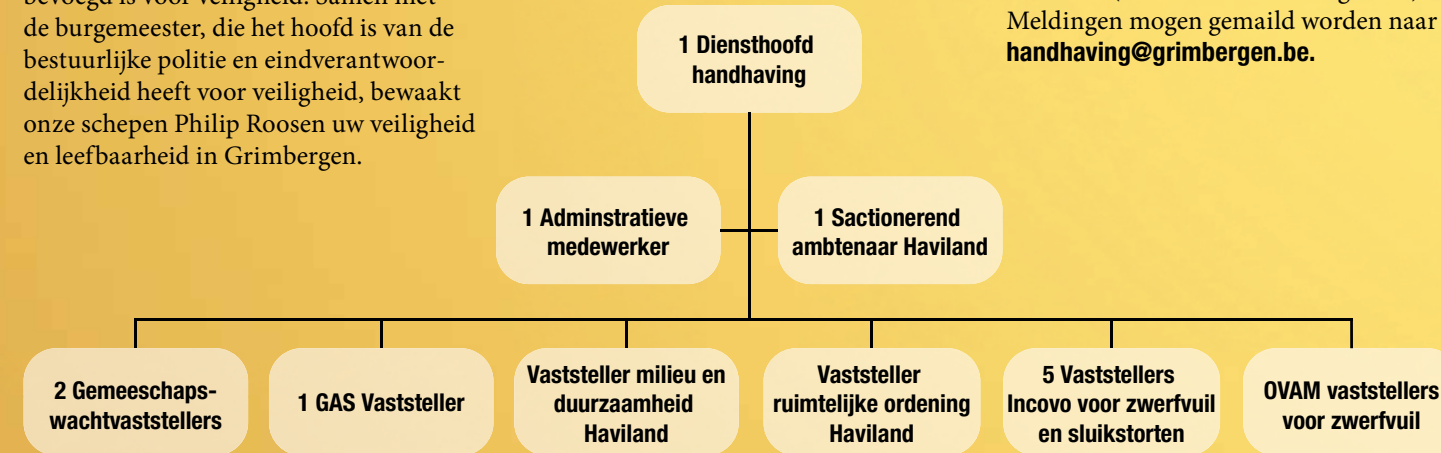 bevoegd is voor veiligheid. Samen met
de burgemeester, die het hoofd is van de
bestuurlijke politie en eindverantwoor-
delijkheid heeft voor veiligheid, bewaakt
onze schepen Philip Roosen uw veiligheid
en leefbaarheid in Grimbergen.
Meldingen mogen gemaild worden naar
handhaving@grimbergen.be.
1 Diensthoofd
handhaving
1 Adminstratieve
medewerker
1 Sactionerend
ambtenaar Haviland
2 Gemeeschaps-
wachtvaststellers
1 GAS Vaststeller
Vaststeller milieu en
duurzaamheid
Haviland
Vaststeller
ruimtelijke ordening
Haviland
5 Vaststellers
Incovo voor zwerfvuil
en sluikstorten
OVAM vaststellers
voor zwerfvuil